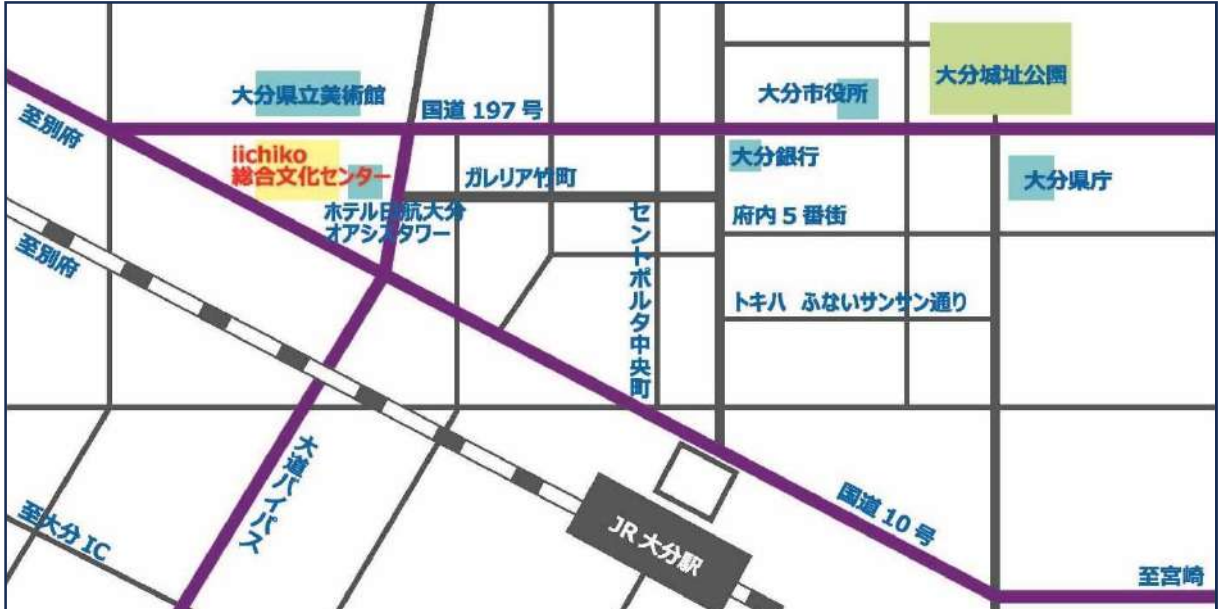 大分城址公園
大分県立美術館
大分市役所
国道 197 号
至別府
iichiko
総合文化センター
大分銀行
ガレリア竹町
大分県庁
ホテル日航大分
オアシスタワー
セントポルタ中央町
府内 5 番街
至別府
トキハ ふないサンサン通り
大道バイパス
国道 10 号
至大分 IC
JR 大分駅
至宮崎